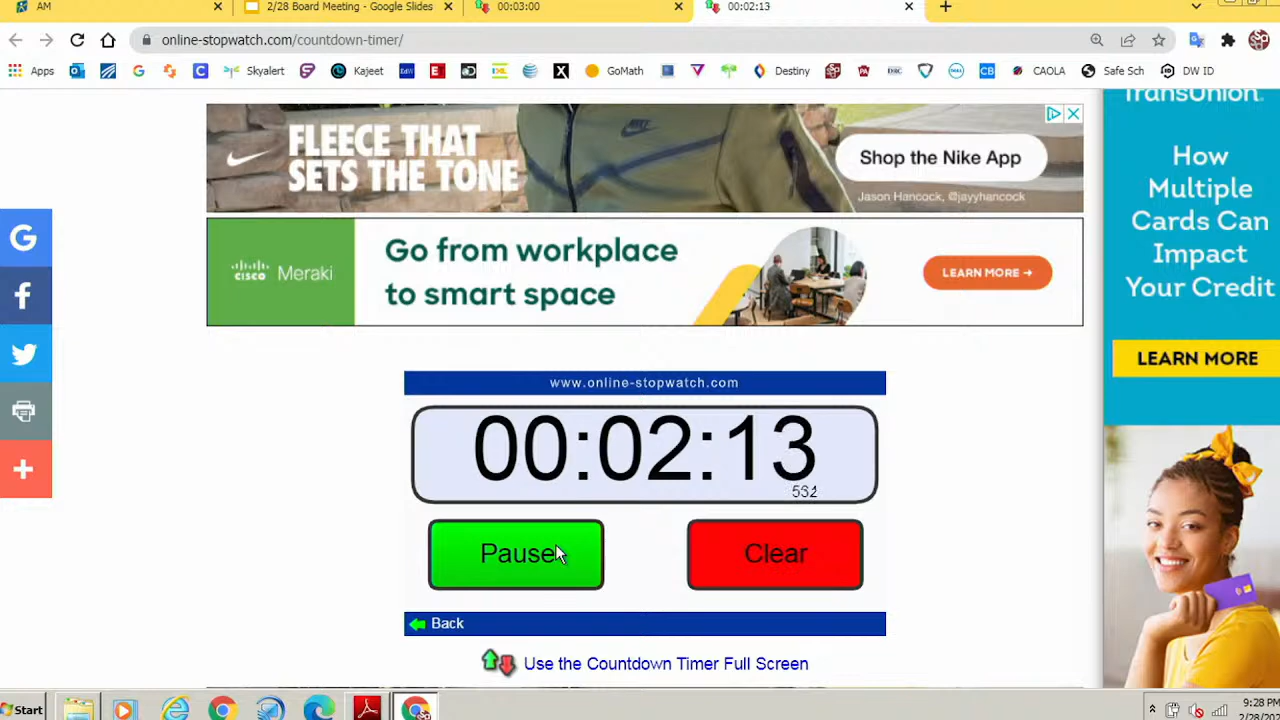 AM
2/28 Board Meeting - Google Slides
00:03:00
00:02:13
online-stopwatch.com/countdown-timer/
Apps
Skyalert
Kajeet
GoMath
Destiny
CAOLA
Safe Sch
DW ID
FLEECE THAT
SETS THE TONE
Shop the Nike App
Jason Hancock, @jayyhancock
cisco Meraki
Go from workplace
to smart space
LEARN MORE →
TransUnion
How
Multiple
Cards Can
Impact
Your Credit
LEARN MORE
www.online-stopwatch.com
00:02:13
Pause
Clear
Back
Use the Countdown Timer Full Screen
Start
9:28 PM